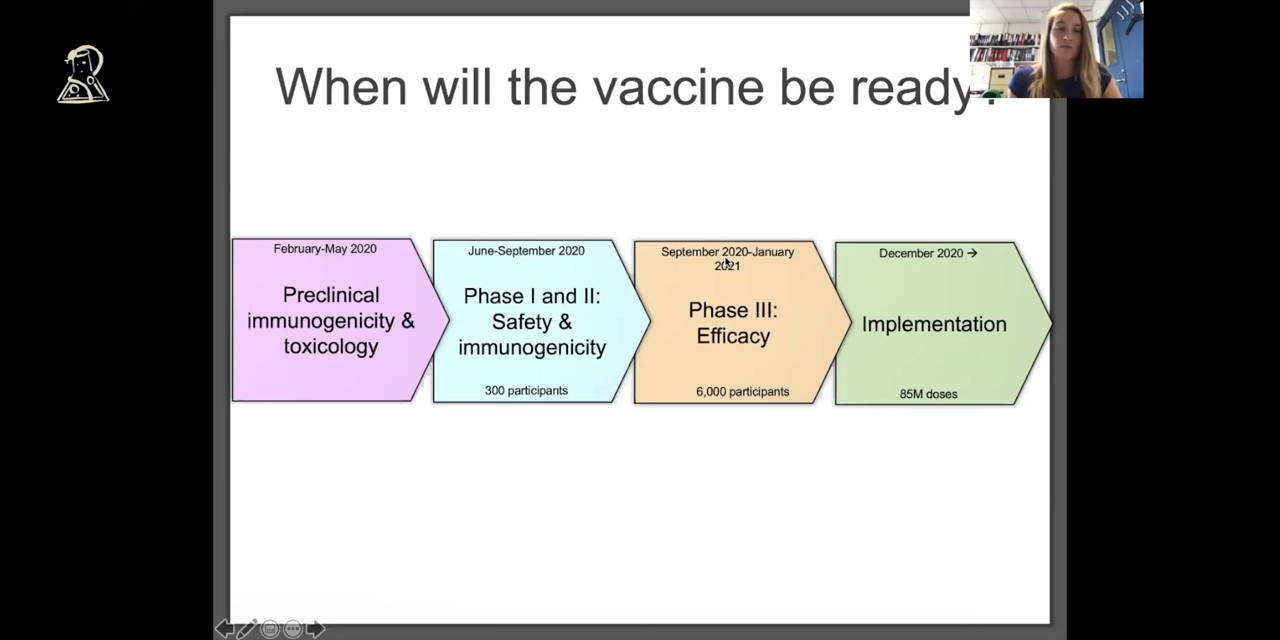 When will the vaccine be ready?
February-May 2020
Preclinical
immunogenicity &
toxicology
June-September 2020
Phase I and II:
Safety &
immunogenicity
300 participants
September 2020-January
2021
Phase III:
Efficacy
6,000 participants
December 2020 →
Implementation
85M doses